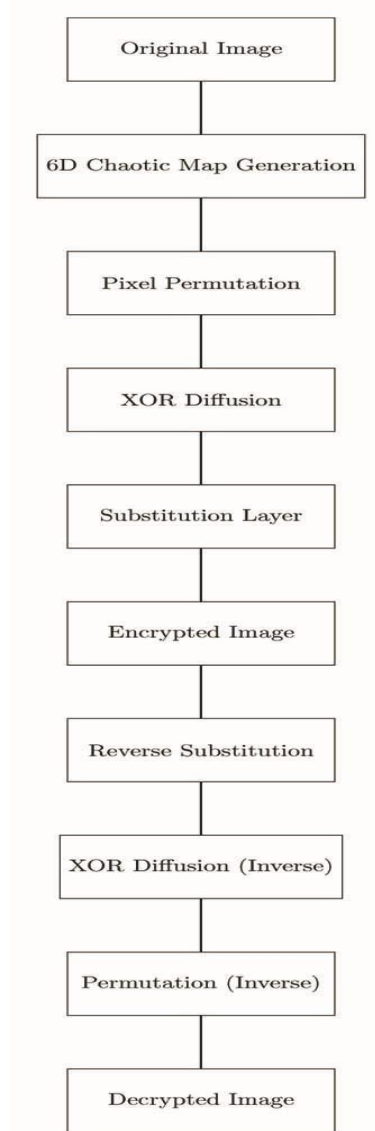 Original Image
6D Chaotic Map Generation
Pixel Permutation
XOR Diffusion
Substitution Layer
Encrypted Image
Reverse Substitution
XOR Diffusion (Inverse)
Permutation (Inverse)
Decrypted Image